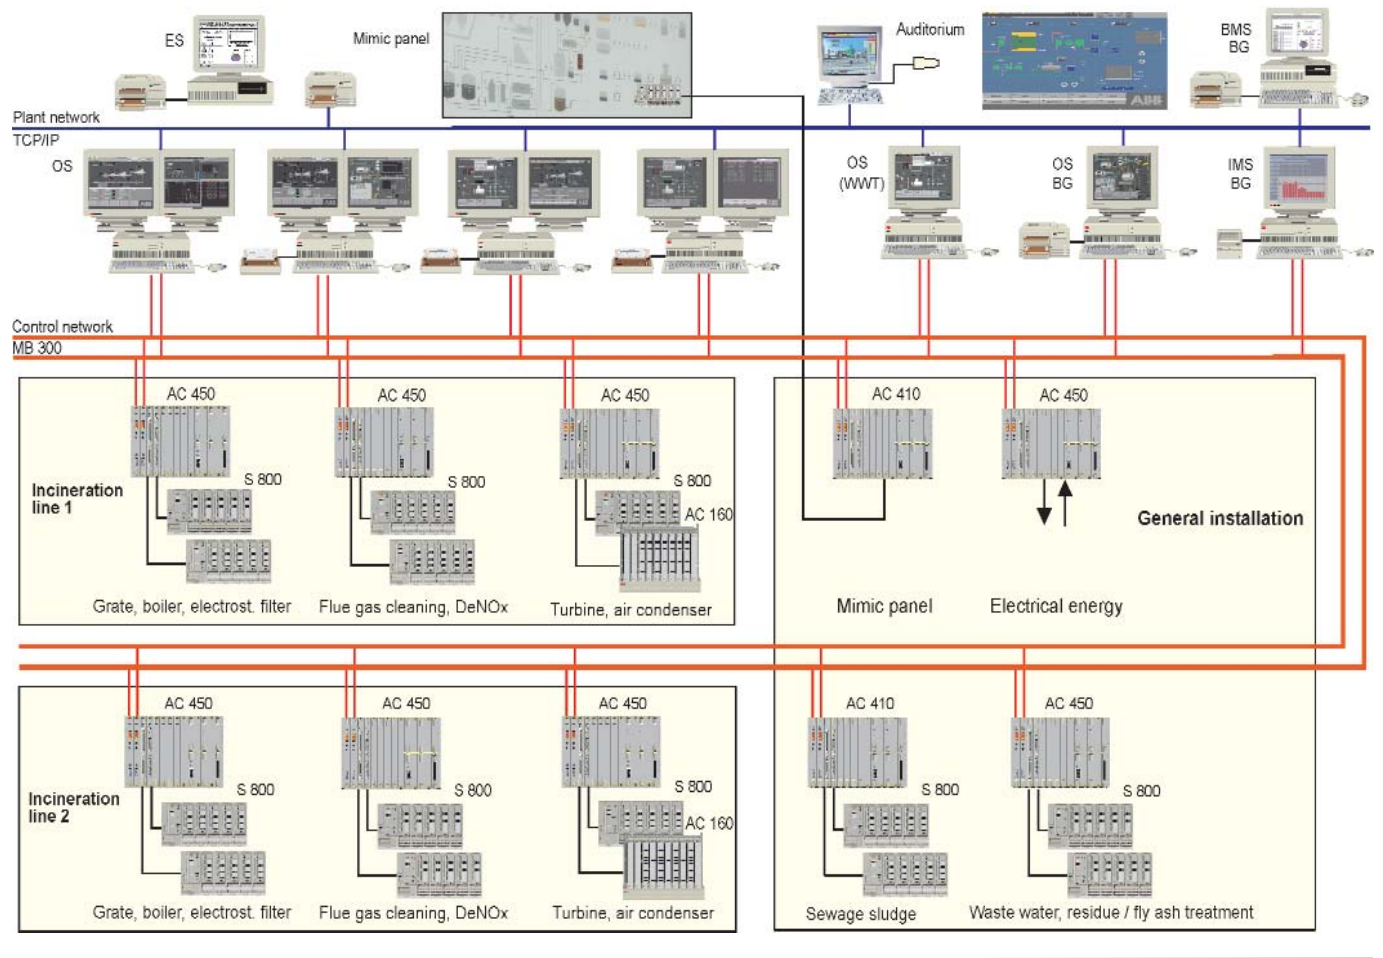 ES
Mimic panel
Auditorium
BMS
BG
ABB
Plant network
TCP/IP
OS
OS
(WWT)
OS
BG
IMS
BG
Control network
MB 300
AC 450
AC 450
AC 450
AC 410
AC 450
Incineration
line 1
S 800
S 800
S 800
AC 160
General installation
Grate, boiler, electrost. filter
Flue gas cleaning, DeNOx
Turbine, air condenser
Mimic panel
Electrical energy
AC 450
AC 450
AC 450
AC 410
AC 450
Incineration
line 2
S 800
S 800
S 800
AC 160
S 800
S 800
Grate, boiler, electrost. filter
Flue gas cleaning, DeNOx
Turbine, air condenser
Sewage sludge
Waste water, residue / fly ash treatment